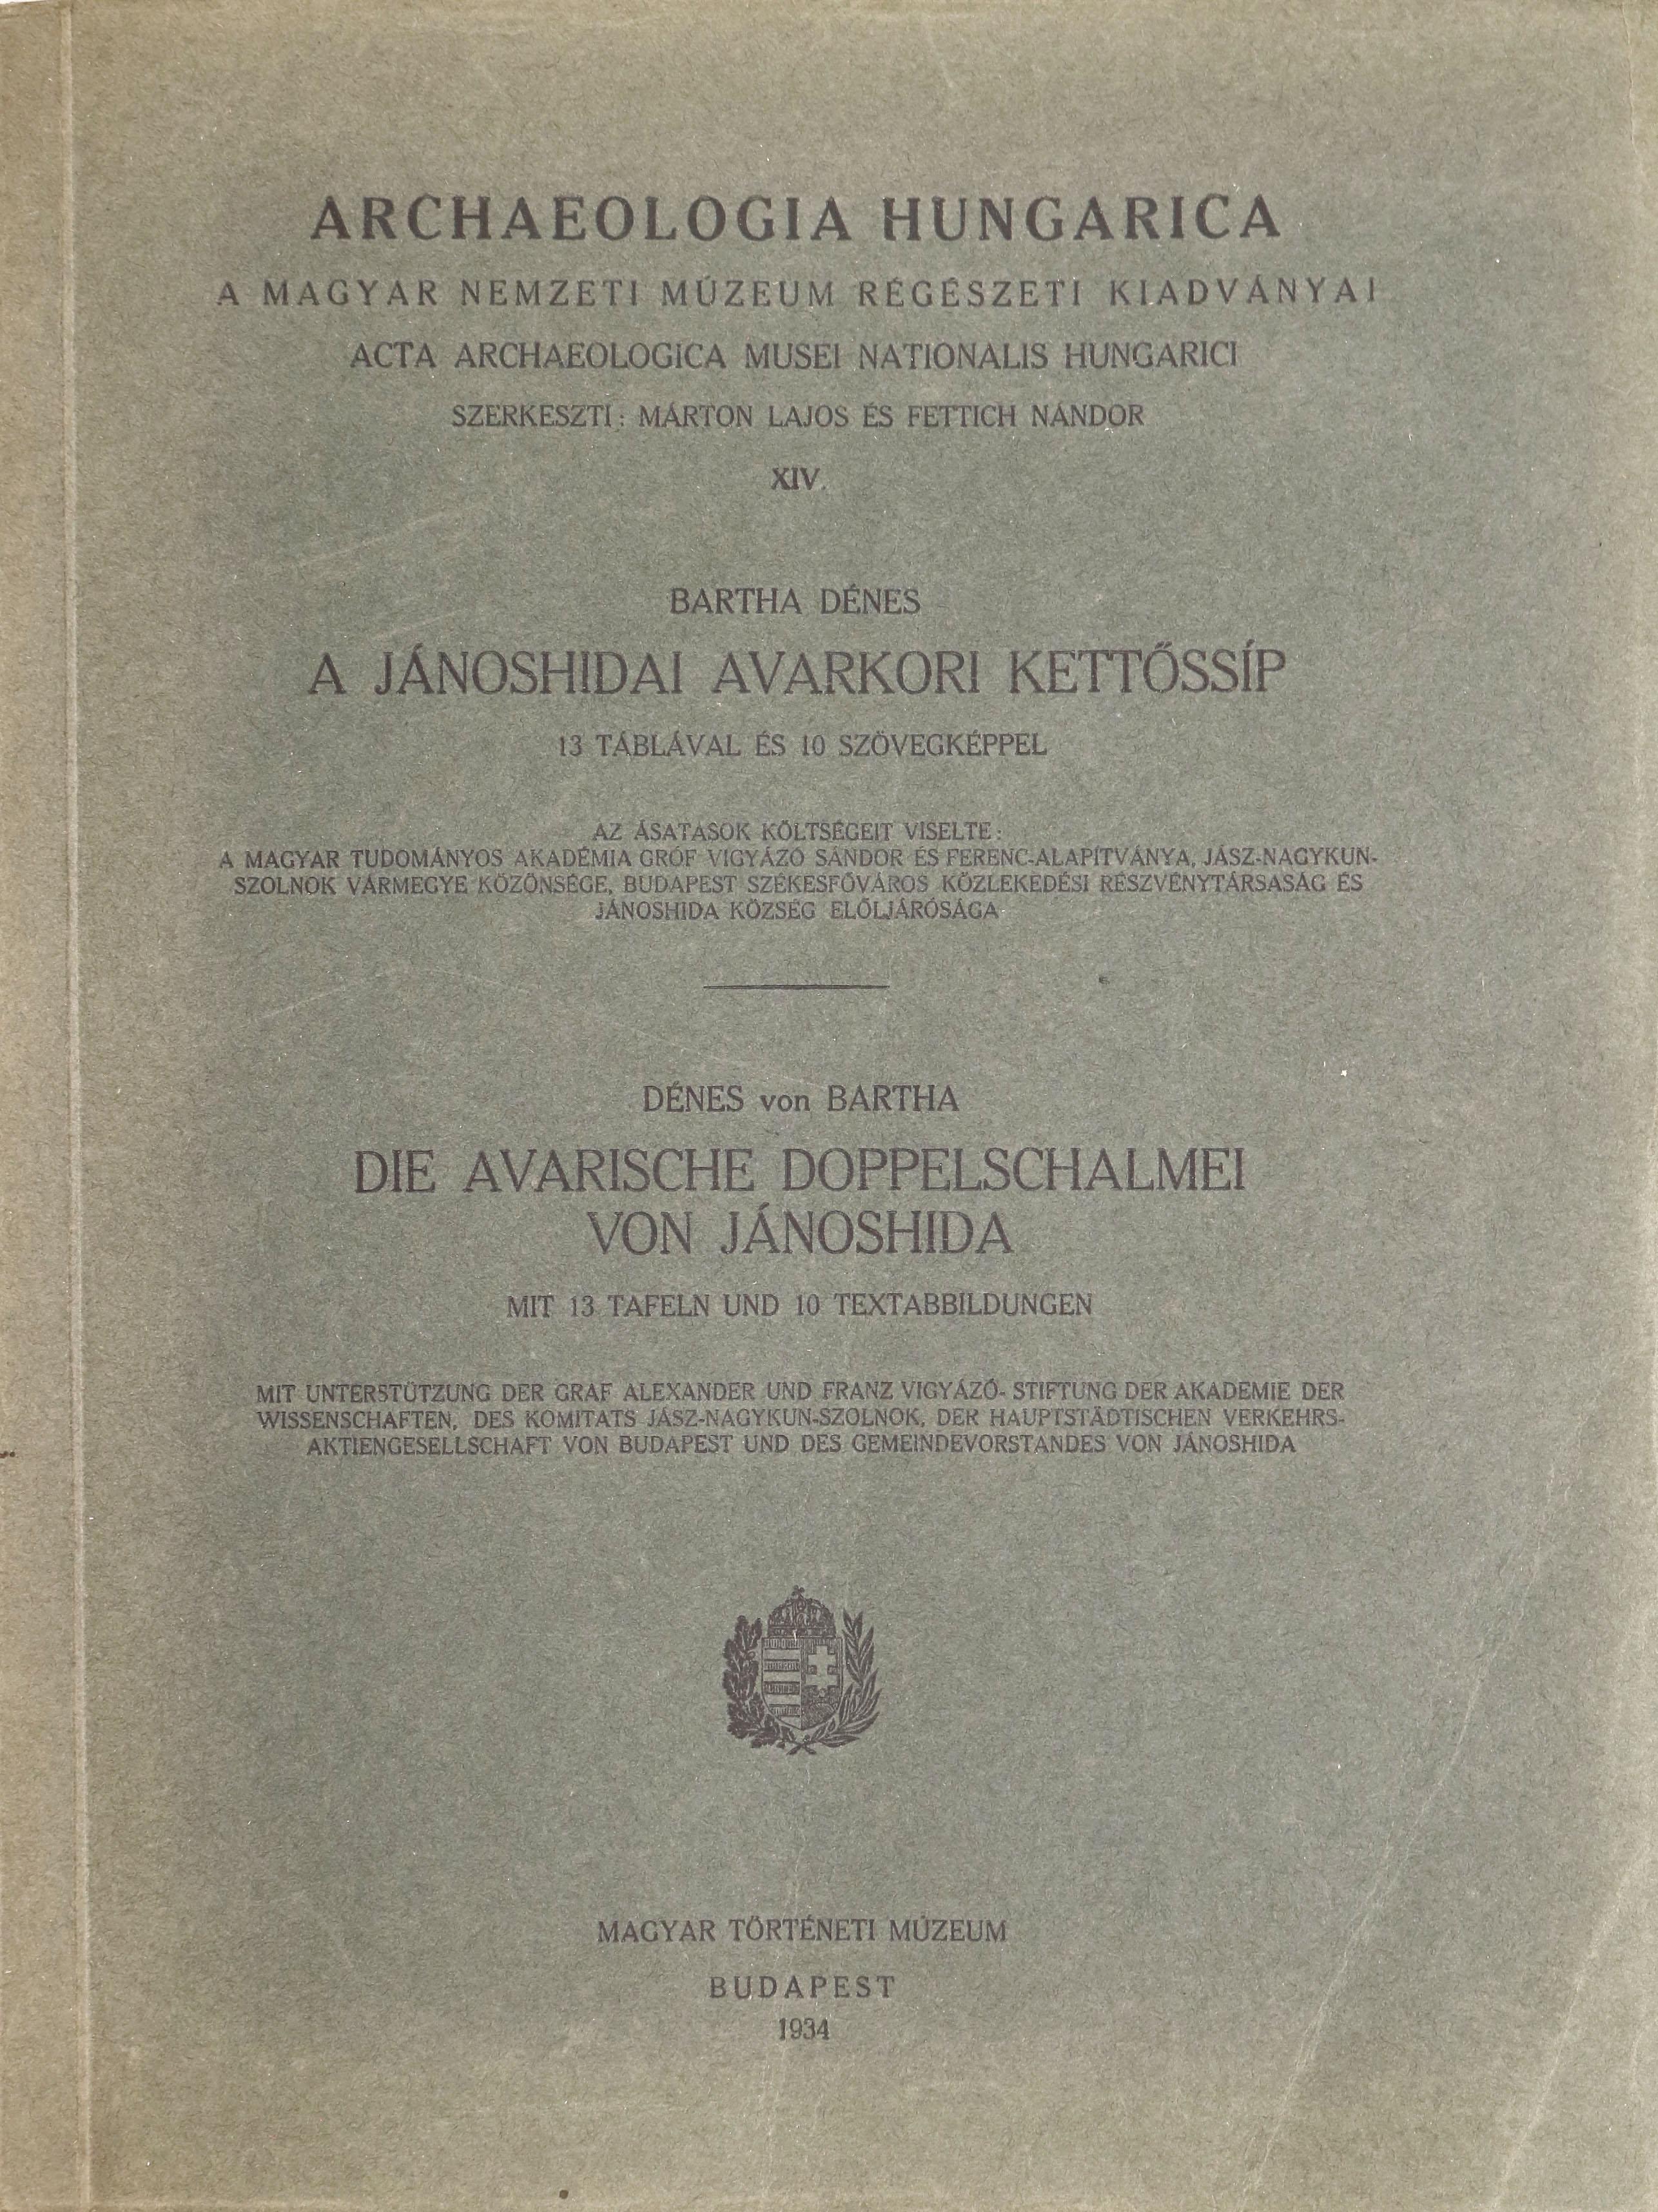 ARCHAEOLOGIA HUNGARICA
A MAGYAR NEMZETI MÚZEUM RÉGÉSZETI KIADVÁNYAI
ACTA ARCHAEOLOGICA MUSEI NATIONALIS HUNGARICI
SZERKESZTI: MÁRTON LAJOS ÉS FETTICH NÁNDOR
XIV.
BARTHA DÉNES
A JÁNOSHIDAI AVARKORI KETTŐSSÍP
13 TÁBLÁVAL ÉS 10 SZÖVEGKÉPPEL
AZ ÁSATÁSOK KÖLTSÉGEIT VISELTE:
A MAGYAR TUDOMÁNYOS AKADÉMIA GRÓF VIGYÁZÓ SÁNDOR ÉS FERENC-ALAPÍTVÁNYA, JÁSZ-NAGYKUN-
SZOLNOK VÁRMEGYE KÖZÖNSÉGE, BUDAPEST SZÉKESFŐVÁROS KÖZLEKEDÉSI RÉSZVÉNYTÁRSASÁG ÉS
JÁNOSHIDA KÖZSÉG ELŐLJÁRÓSÁGA
DÉNES von BARTHA
DIE AVARISCHE DOPPELSCHALMEI
VON JÁNOSHIDA
MIT 13 TAFELN UND 10 TEXTABBILDUNGEN
MIT UNTERSTÜTZUNG DER GRAF ALEXANDER UND FRANZ VIGYÁZÓ- STIFTUNG DER AKADEMIE DER
WISSENSCHAFTEN, DES KOMITATS JÁSZ-NAGYKUN-SZOLNOK, DER HAUPTSTÄDTISCHEN VERKEHRS-
AKTIENGESELLSCHAFT VON BUDAPEST UND DES GEMEINDEVORSTANDES VON JÁNOSHIDA
MAGYAR TÖRTÉNETI MÚZEUM
BUDAPEST
1934